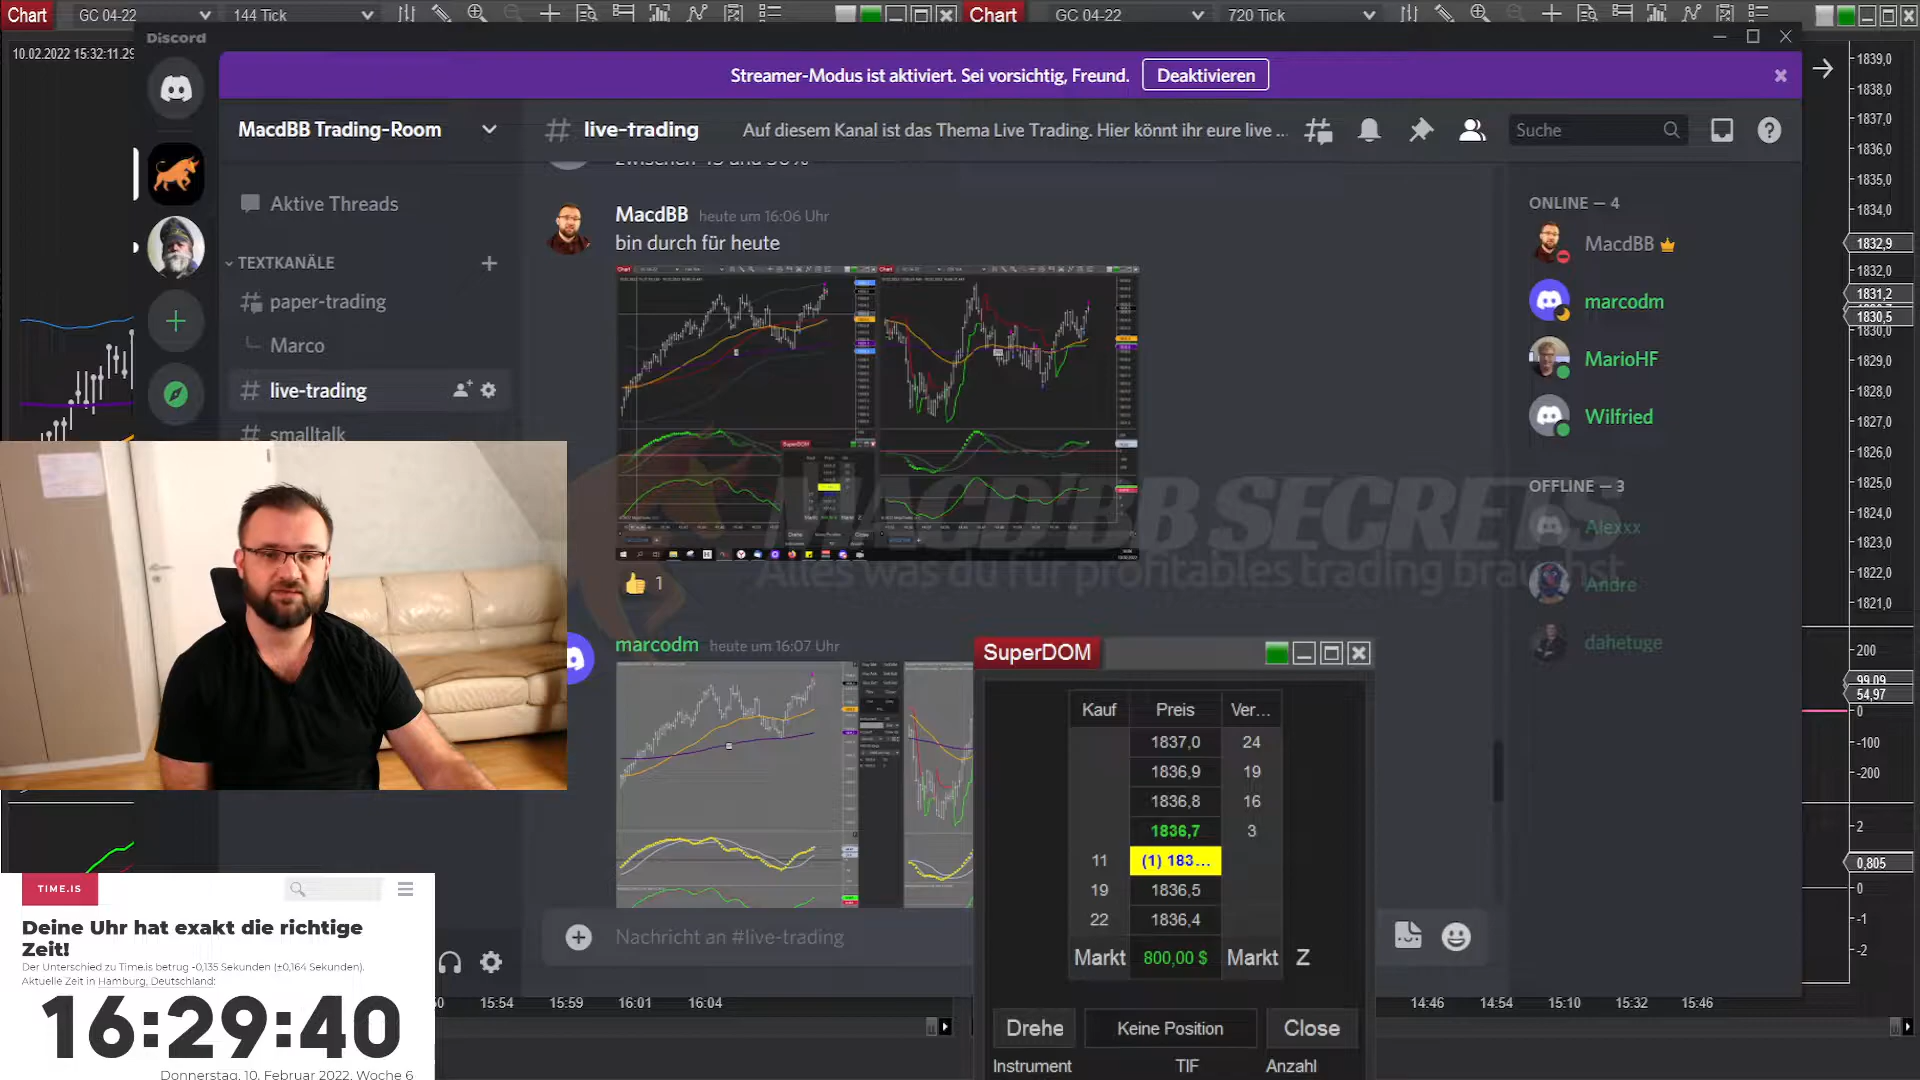 Chart GC 04-22 144 Tick
Chart GC 04-22 720 Tick
10.02.2022 15:32:11.29
Discord
Streamer-Modus ist aktiviert. Sei vorsichtig, Freund. Deaktivieren
MacdBB Trading-Room
live-trading
Auf diesem Kanal ist das Thema Live Trading. Hier könnt ihr eure live ...
Suche
Aktive Threads
TEXTKANÄLE
paper-trading
Marco
live-trading
smalltalk
MacdBB heute um 16:06 Uhr
bin durch für heute
👍 1
marcodm heute um 16:07 Uhr
Nachricht an #live-trading
ONLINE — 4
MacdBB
marcodm
MarioHF
Wilfried
OFFLINE — 3
Alexxx
Andre
dahetuge
MACD'BB SECRETS
Alles was du für profitables trading brauchst
SuperDOM
Kauf Preis Ver...
1837,0 24
1836,9 19
1836,8 16
1836,7 3
11 (1) 183...
19 1836,5
22 1836,4
Markt 800,00 $ Markt Z
Drehe Keine Position Close
Instrument TIF Anzahl
1839,0
1838,0
1837,0
1836,0
1835,0
1834,0
1832,9
1832,0
1831,2
1830,5
1830,0
1829,0
1828,0
1827,0
1826,0
1825,0
1824,0
1823,0
1822,0
1821,0
200
99,09
54,97
0
-100
-200
2
0,805
0
-1
-2
15:54 15:59 16:01 16:04
14:46 14:54 15:10 15:32 15:46
TIME.IS
Deine Uhr hat exakt die richtige
Zeit!
Der Unterschied zu Time.is betrug -0,135 Sekunden (±0,164 Sekunden).
Aktuelle Zeit in Hamburg, Deutschland:
16:29:40
Donnerstag, 10. Februar 2022, Woche 6